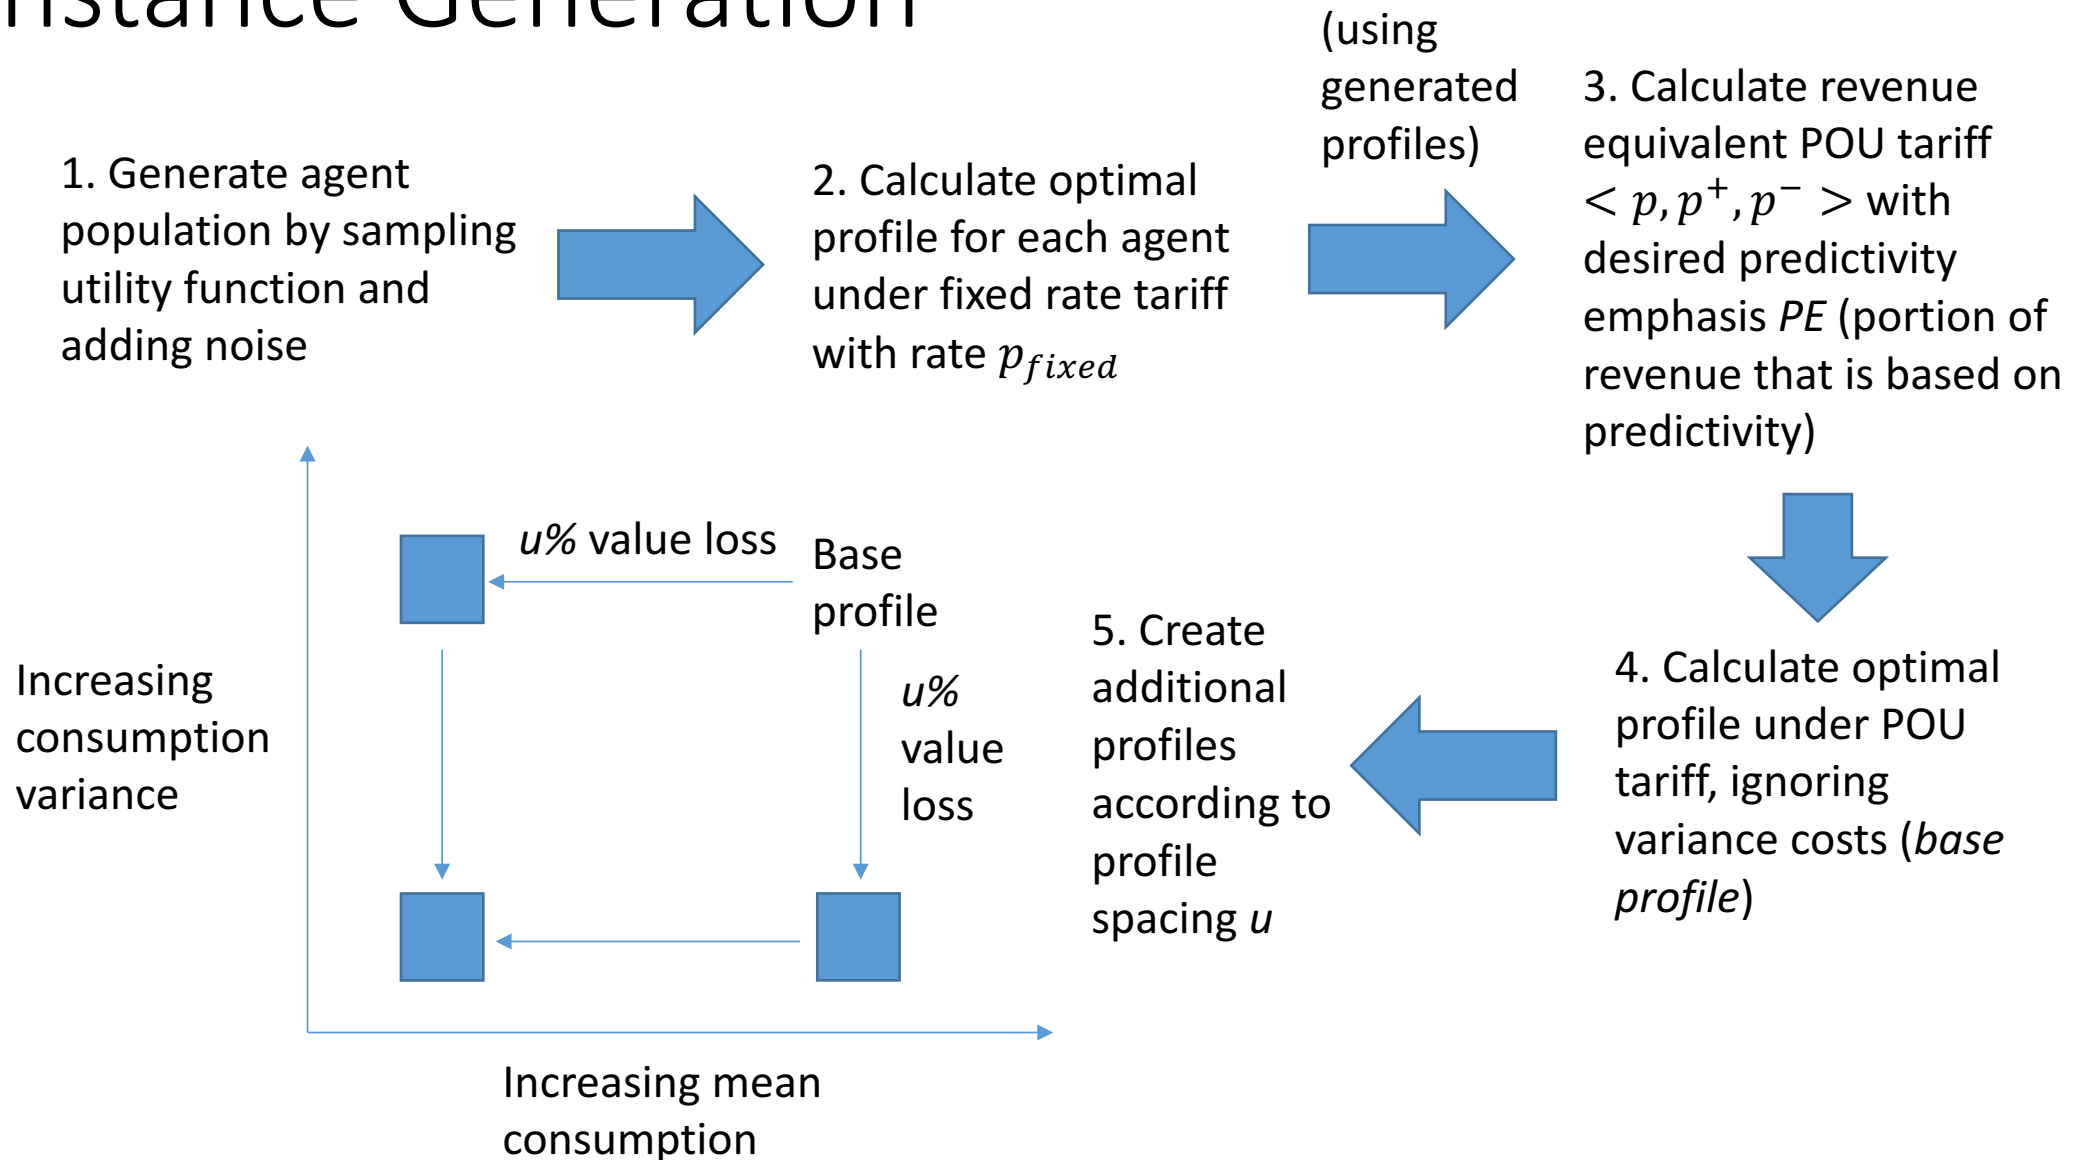 nstance Generation
1. Generate agent
population by sampling
utility function and
adding noise
2. Calculate optimal
profile for each agent
under fixed rate tariff
with rate p_{fixed}
(using
generated
profiles)
3. Calculate revenue
equivalent POU tariff
< p, p⁺, p⁻ > with
desired predictivity
emphasis PE (portion of
revenue that is based on
predictivity)
4. Calculate optimal
profile under POU
tariff, ignoring
variance costs (base
profile)
5. Create
additional
profiles
according to
profile
spacing u
u% value loss
Base
profile
u%
value
loss
Increasing
consumption
variance
Increasing mean
consumption